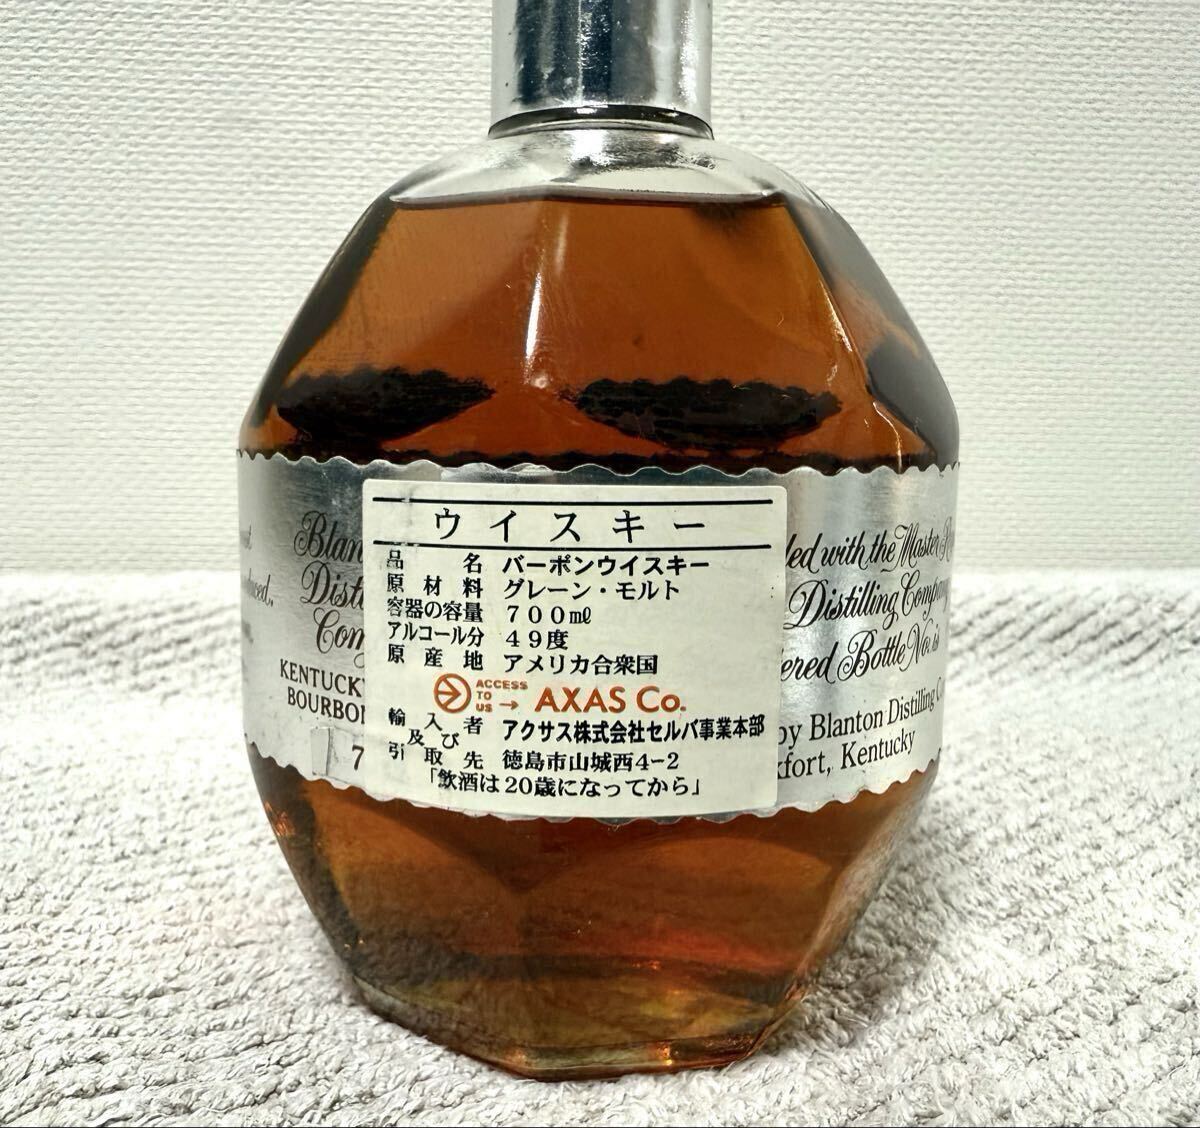 ウイスキー
品名 バーボンウイスキー
原材料 グレーン・モルト
容器の容量 700㎖
アルコール分 49度
原産地 アメリカ合衆国
ACCESS TO US → AXAS Co.
輸入者及び引取先 アクサス株式会社セルバ事業本部
徳島市山城西4-2
「飲酒は20歳になってから」
KENTUCKY
BOURBON
7
with the Master
Distilling Company
Bottle No. is
by Blanton Distilling
Kentucky